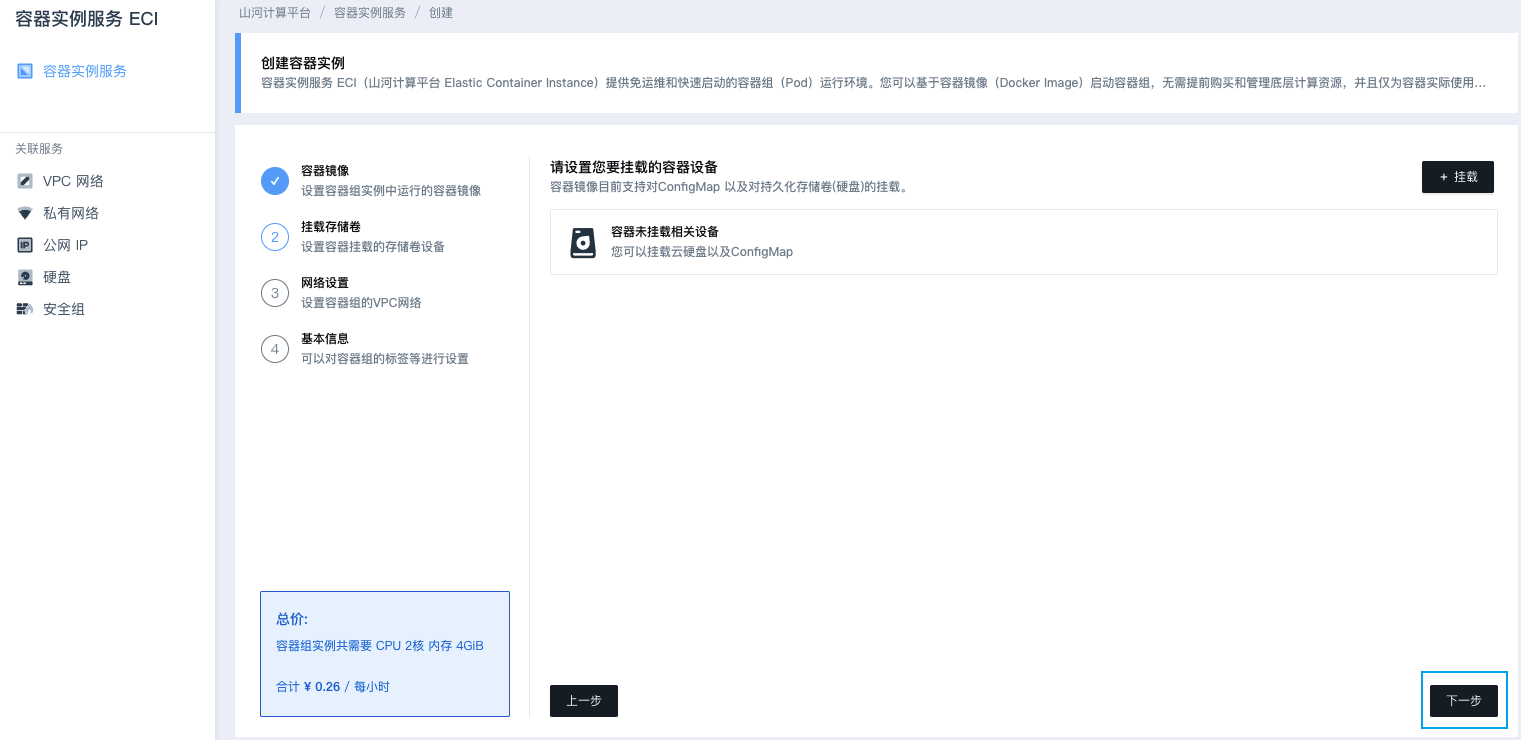 容器实例服务 ECI
容器实例服务
关联服务
VPC 网络
私有网络
公网 IP
硬盘
安全组
山河计算平台 / 容器实例服务 / 创建
创建容器实例
容器实例服务 ECI（山河计算平台 Elastic Container Instance）提供免运维和快速启动的容器组（Pod）运行环境。您可以基于容器镜像（Docker Image）启动容器组，无需提前购买和管理底层计算资源，并且仅为容器实际使用...
容器镜像
设置容器组实例中运行的容器镜像
2
挂载存储卷
设置容器挂载的存储卷设备
3
网络设置
设置容器组的VPC网络
4
基本信息
可以对容器组的标签等进行设置
总价:
容器组实例共需要 CPU 2核 内存 4GiB
合计 ¥ 0.26 / 每小时
请设置您要挂载的容器设备
容器镜像目前支持对ConfigMap 以及对持久化存储卷(硬盘)的挂载。
+ 挂载
容器未挂载相关设备
您可以挂载云硬盘以及ConfigMap
上一步
下一步